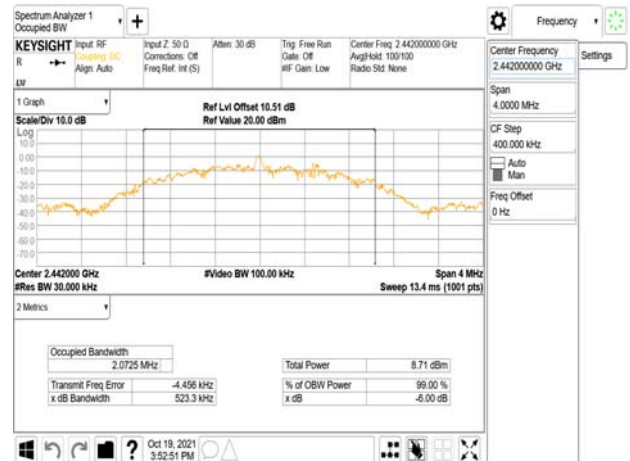 Spectrum Analyzer 1
Occupied BW
Frequency
KEYSIGHT
R
LXI
Input: RF
Coupling: DC
Align: Auto
Input Z: 50 Ω
Corrections: Off
Freq Ref: Int (S)
Atten: 30 dB
Trig: Free Run
Gate: Off
#IF Gain: Low
Center Freq: 2.442000000 GHz
Avg|Hold: 100/100
Radio Std: None
Center Frequency
2.442000000 GHz
Settings
Span
4.0000 MHz
CF Step
400.000 kHz
Auto
Man
Freq Offset
0 Hz
1 Graph
Scale/Div 10.0 dB
Ref Lvl Offset 10.51 dB
Ref Value 20.00 dBm
Log
10.0
0.00
-10.0
-20.0
-30.0
-40.0
-50.0
-60.0
-70.0
Center 2.442000 GHz
#Res BW 30.000 kHz
#Video BW 100.00 kHz
Span 4 MHz
Sweep 13.4 ms (1001 pts)
2 Metrics
Occupied Bandwidth
2.0725 MHz
Transmit Freq Error -4.456 kHz
x dB Bandwidth 523.3 kHz
Total Power 8.71 dBm
% of OBW Power 99.00 %
x dB -6.00 dB
?
Oct 19, 2021
3:52:51 PM